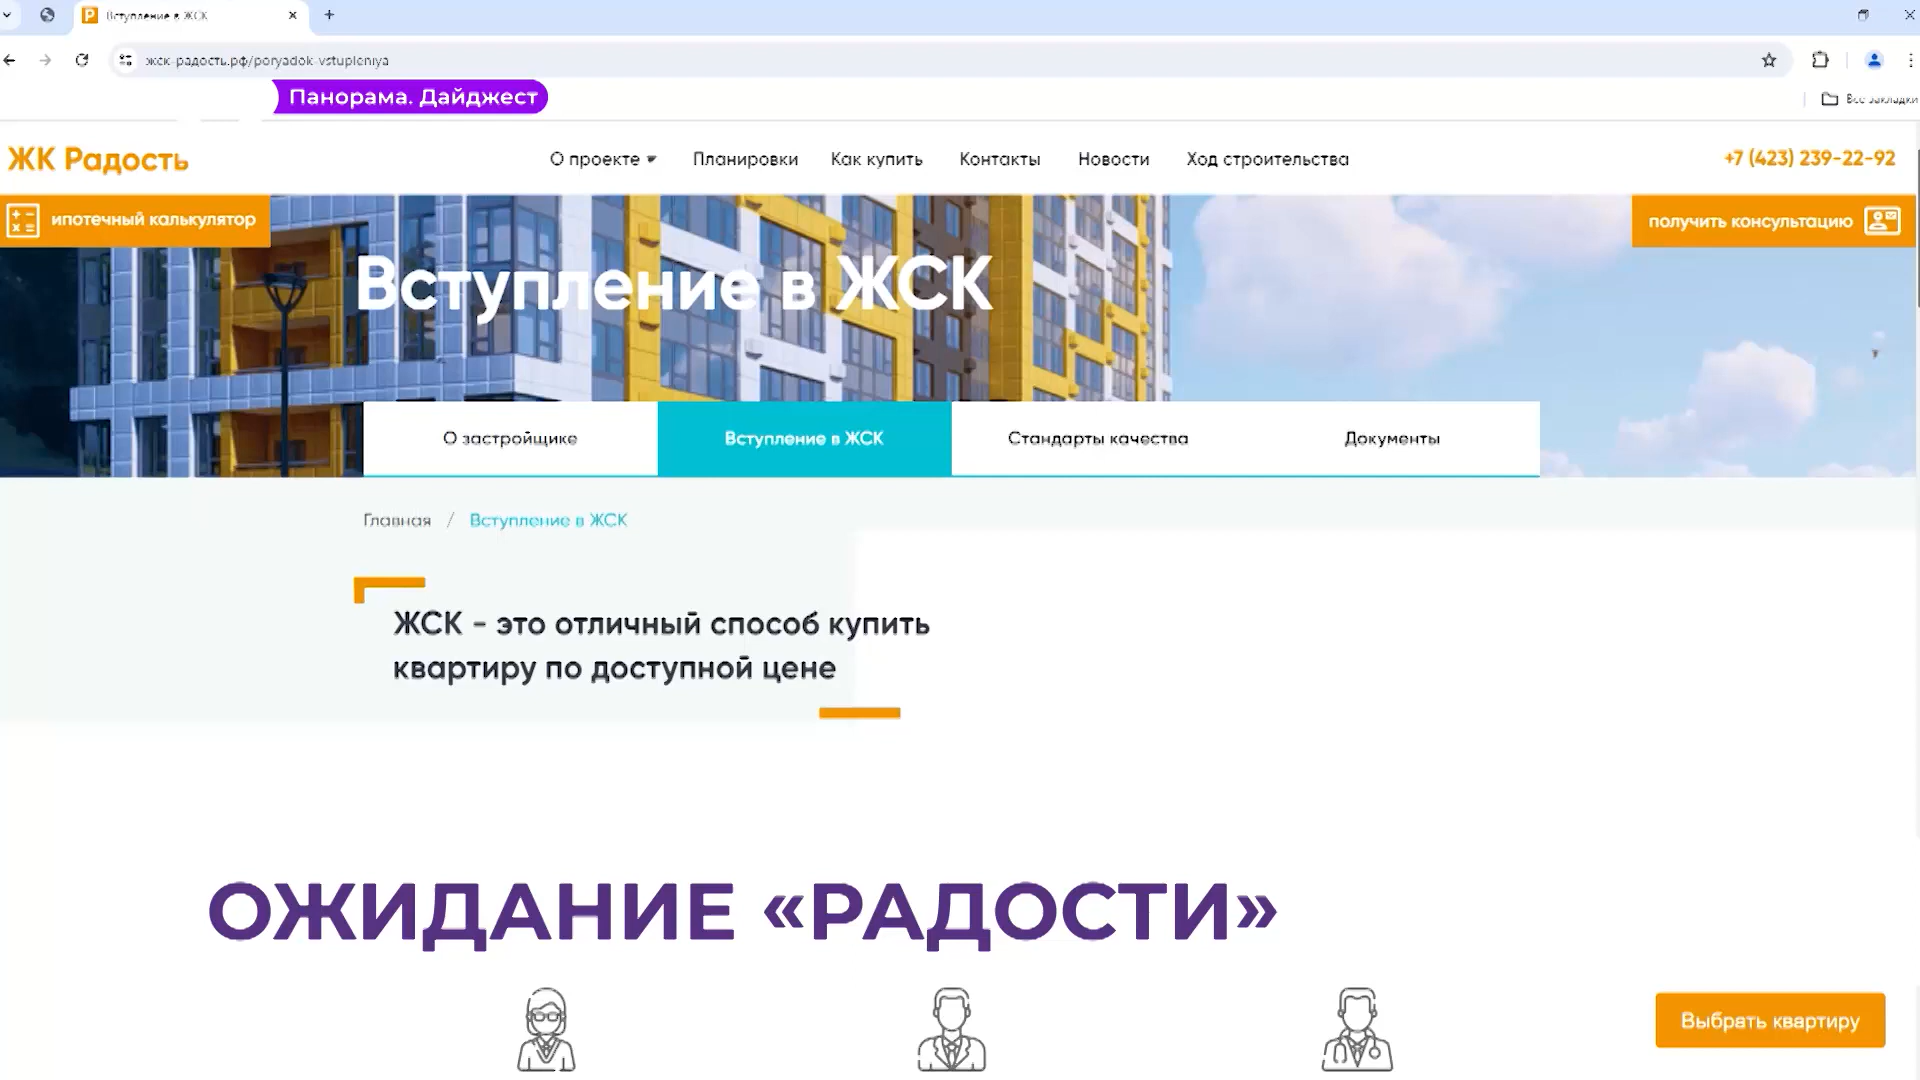 Вступление в ЖСК
жск-радость.рф/poryadok-vstupleniya
Панорама. Дайджест
Все закладки
ЖК Радость
О проекте
Планировки
Как купить
Контакты
Новости
Ход строительства
+7 (423) 239-22-92
ипотечный калькулятор
получить консультацию
Вступление в ЖСК
О застройщике
Вступление в ЖСК
Стандарты качества
Документы
Главная / Вступление в ЖСК
ЖСК - это отличный способ купить
квартиру по доступной цене
ОЖИДАНИЕ «РАДОСТИ»
Выбрать квартиру